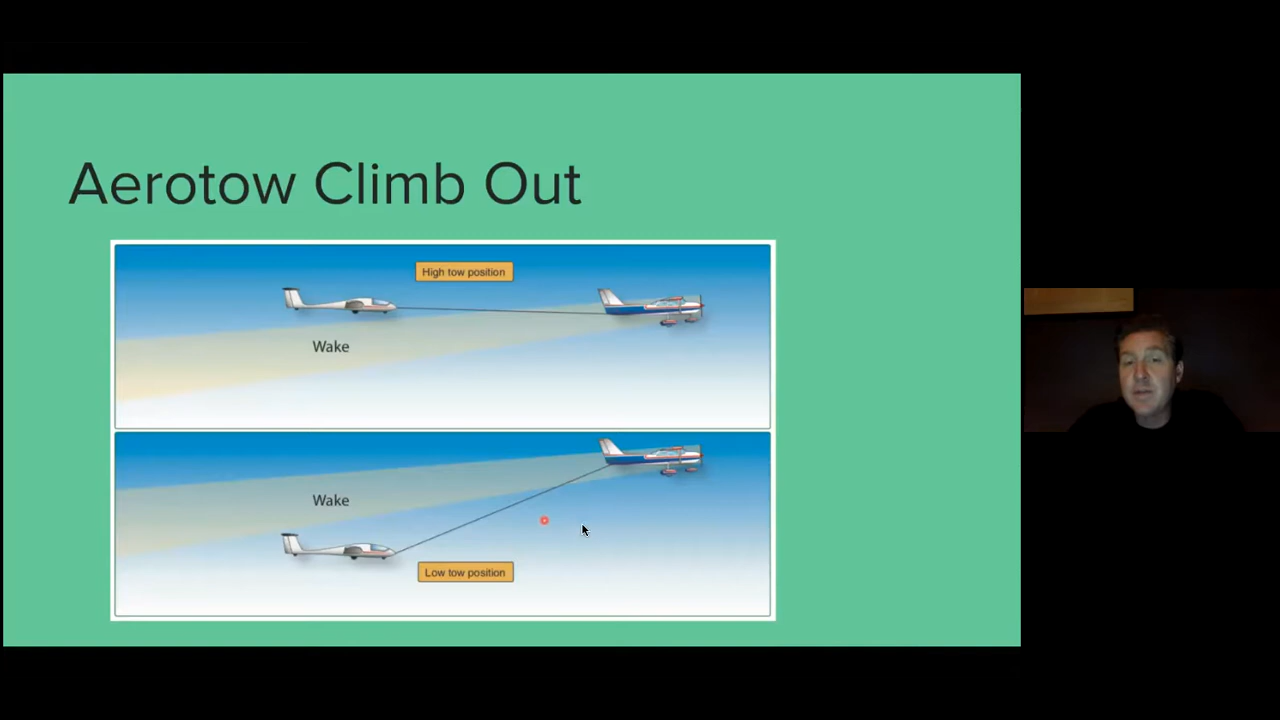 Aerotow Climb Out
High tow position
Wake
Wake
Low tow position